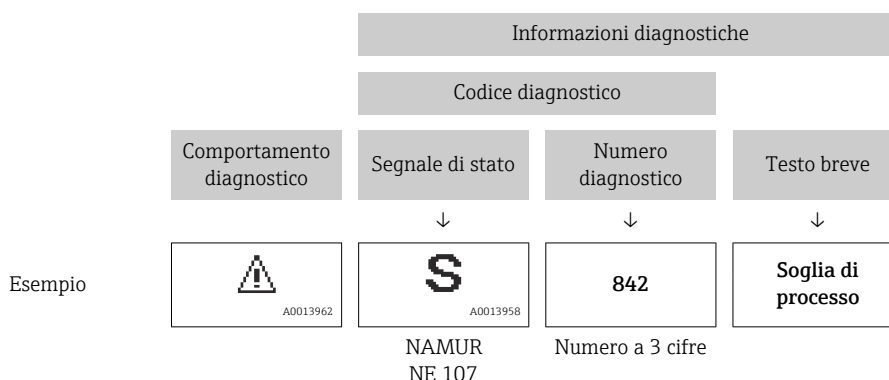 Informazioni diagnostiche
Codice diagnostico
Comportamento
diagnostico
Segnale di stato
Numero
diagnostico
Testo breve
↓
↓
↓
Esempio
A0013962
S
A0013958
842
Soglia di
processo
NAMUR
NE 107
Numero a 3 cifre